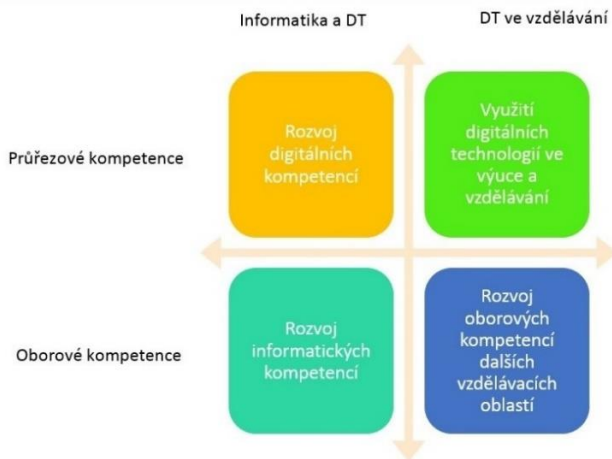 Informatika a DT
DT ve vzdělávání
Průřezové kompetence
Rozvoj
digitálních
kompetencí
Využití
digitálních
technologií ve
výuce a
vzdělávání
Oborové kompetence
Rozvoj
informatických
kompetencí
Rozvoj
oborových
kompetencí
dalších
vzdělávacích
oblastí